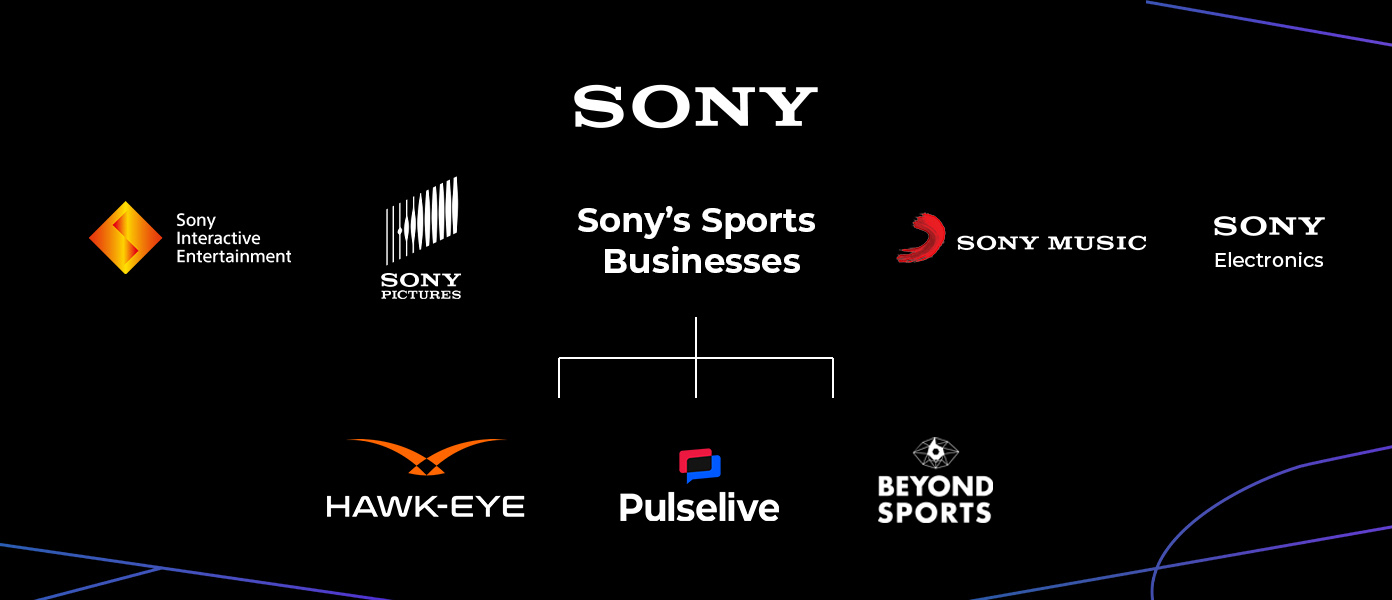 SONY
Sony
Interactive
Entertainment
SONY
PICTURES
Sony’s Sports
Businesses
SONY MUSIC
SONY
Electronics
HAWK-EYE
Pulselive
BEYOND
SPORTS